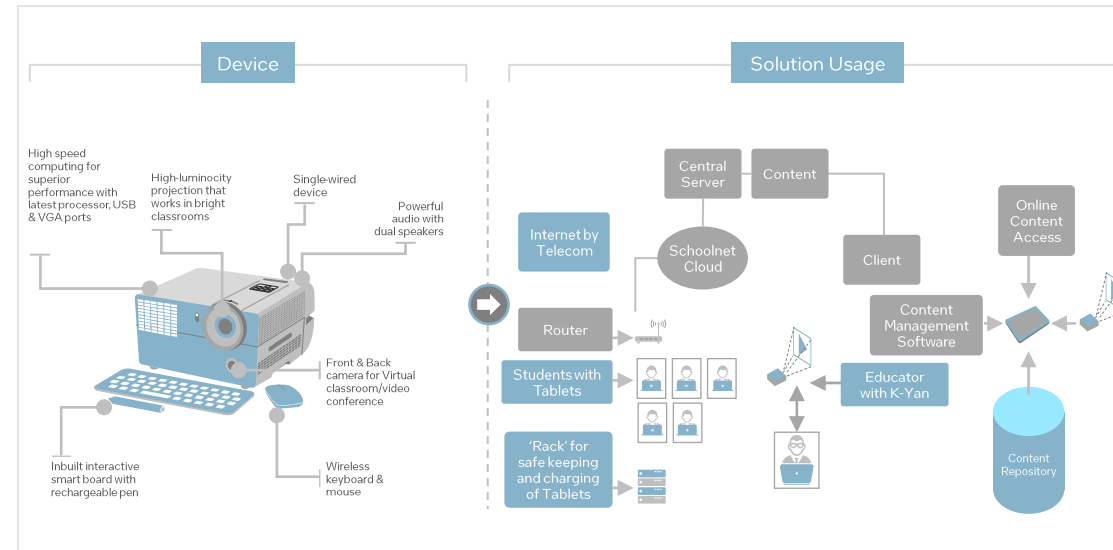 Device
Solution Usage
High speed
computing for
superior
performance with
latest processor, USB
& VGA ports
High-luminocity
projection that
works in bright
classrooms
Single-wired
device
Powerful
audio with
dual speakers
Front & Back
camera for Virtual
classroom/video
conference
Inbuilt interactive
smart board with
rechargeable pen
Wireless
keyboard &
mouse
Central
Server
Content
Internet by
Telecom
Schoolnet
Cloud
Client
Online
Content
Access
Router
Content
Management
Software
Students with
Tablets
Educator
with K-Yan
'Rack' for
safe keeping
and charging
of Tablets
Content
Repository